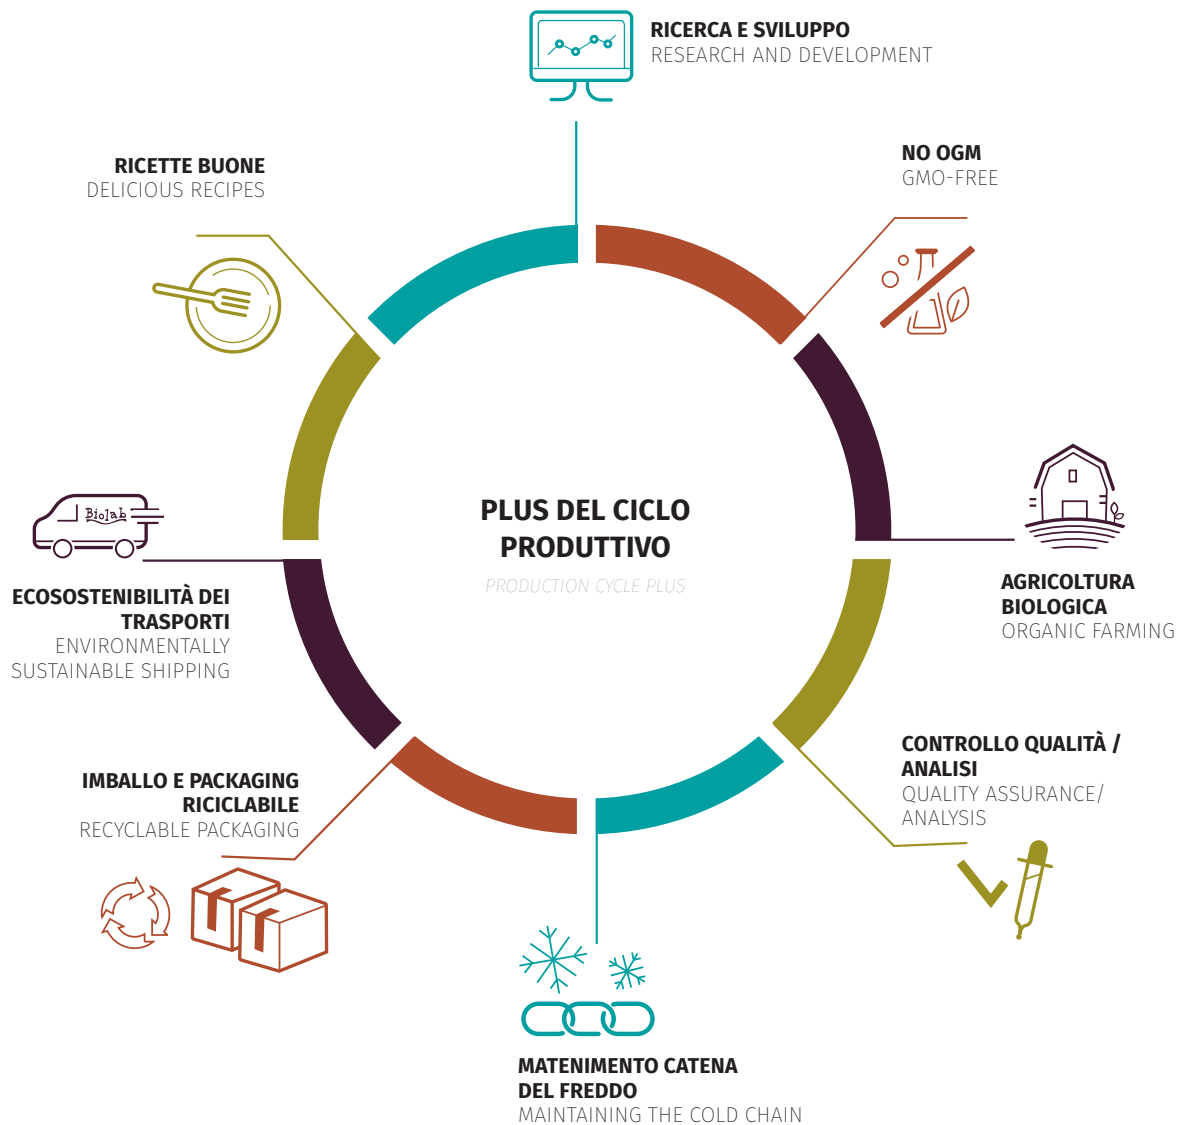 RICERCA E SVILUPPO
RESEARCH AND DEVELOPMENT
NO OGM
GMO-FREE
RICETTE BUONE
DELICIOUS RECIPES
PLUS DEL CICLO
PRODUTTIVO
PRODUCTION CYCLE PLUS
Biolab
AGRICOLTURA
BIOLOGICA
ORGANIC FARMING
ECOSOSTENIBILITÀ DEI
TRASPORTI
ENVIRONMENTALLY
SUSTAINABLE SHIPPING
CONTROLLO QUALITÀ /
ANALISI
QUALITY ASSURANCE/
ANALYSIS
IMBALLO E PACKAGING
RICICLABILE
RECYCLABLE PACKAGING
MATENIMENTO CATENA
DEL FREDDO
MAINTAINING THE COLD CHAIN